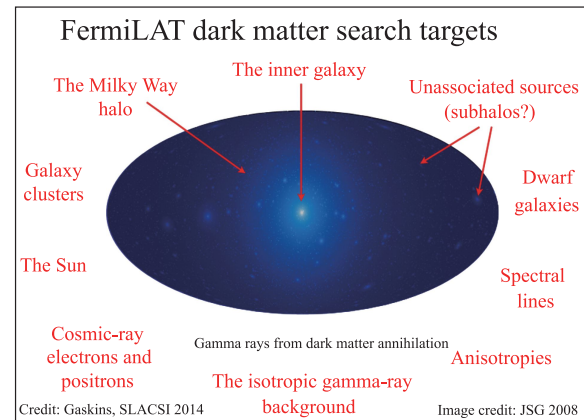 FermiLAT dark matter search targets
The inner galaxy
The Milky Way
halo
Unassociated sources
(subhalos?)
Galaxy
clusters
Dwarf
galaxies
The Sun
Spectral
lines
Cosmic-ray
electrons and
positrons
Gamma rays from dark matter annihilation
Anisotropies
The isotropic gamma-ray
background
Credit: Gaskins, SLACSI 2014
Image credit: JSG 2008